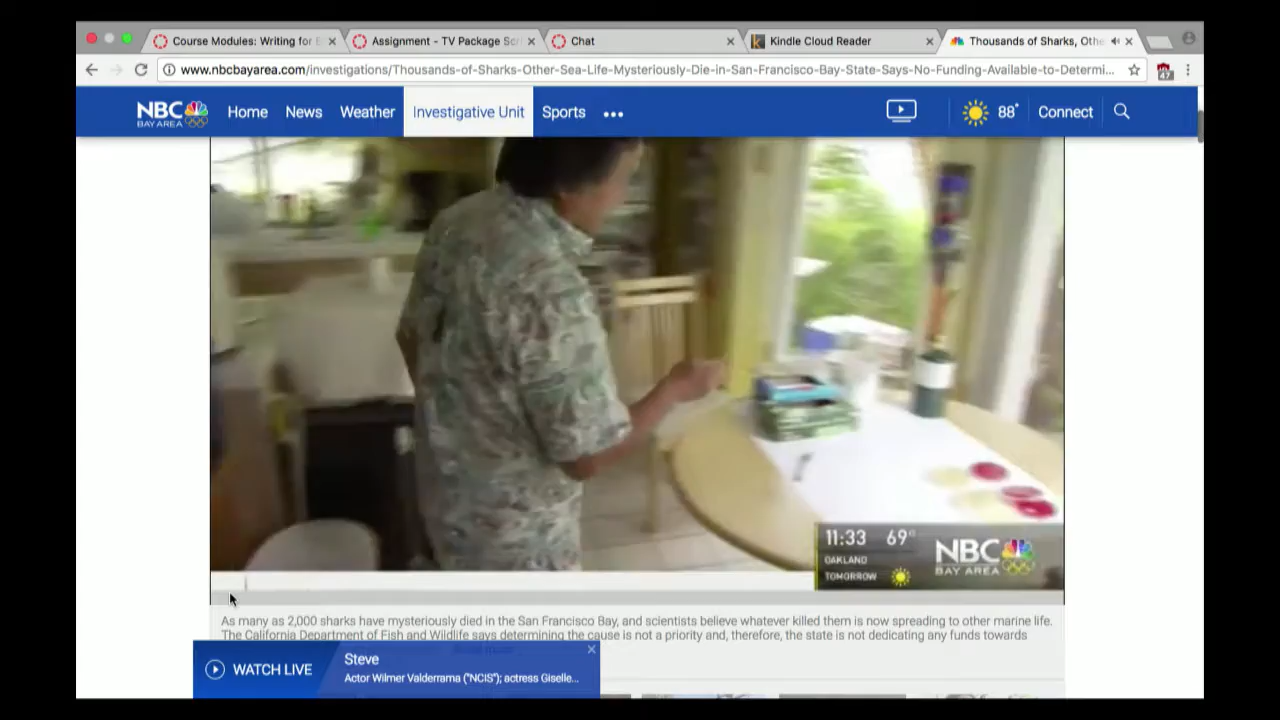 Course Modules: Writing for B
Assignment - TV Package Scri
Chat
Kindle Cloud Reader
Thousands of Sharks, Othe
www.nbcbayarea.com/investigations/Thousands-of-Sharks-Other-Sea-Life-Mysteriously-Die-in-San-Francisco-Bay-State-Says-No-Funding-Available-to-Determi...
47
NBC
BAY AREA
Home
News
Weather
Investigative Unit
Sports
88°
Connect
11:33 69°
OAKLAND
TOMORROW
NBC
BAY AREA
As many as 2,000 sharks have mysteriously died in the San Francisco Bay, and scientists believe whatever killed them is now spreading to other marine life.
The California Department of Fish and Wildlife says determining the cause is not a priority and, therefore, the state is not dedicating any funds towards
WATCH LIVE
Steve
Actor Wilmer Valderrama ("NCIS"); actress Giselle...